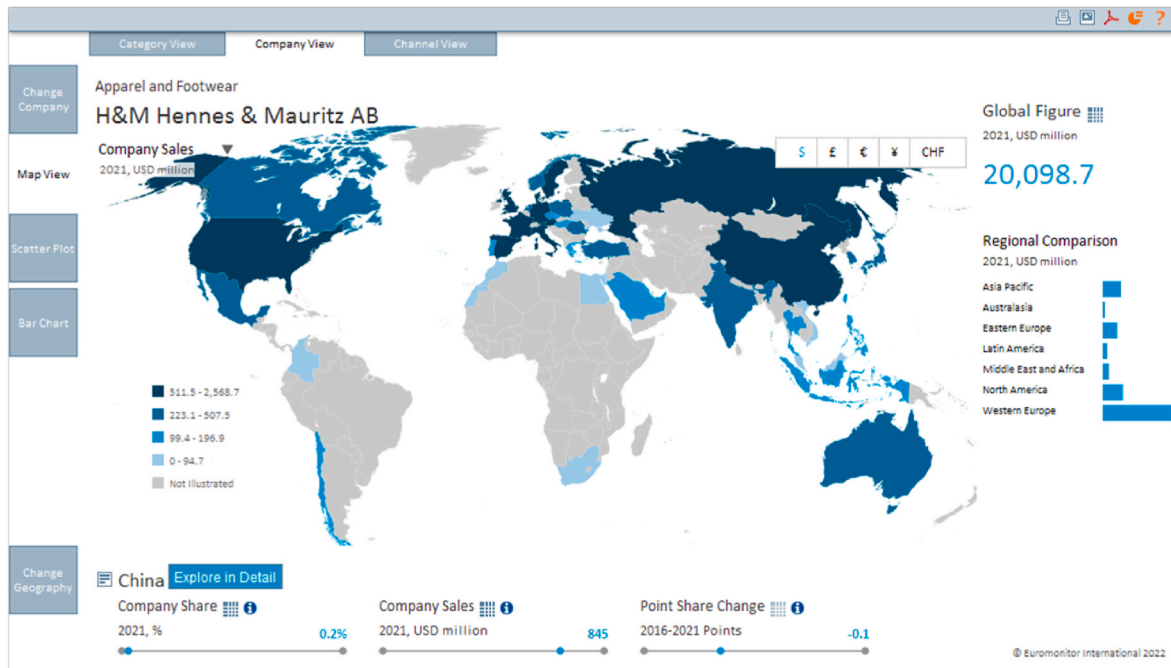 Category View
Company View
Channel View
Change
Company
Apparel and Footwear
H&M Hennes & Mauritz AB
Company Sales
2021, USD million
Map View
Scatter Plot
Bar Chart
$ £ € ¥ CHF
Global Figure
2021, USD million
20,098.7
Regional Comparison
2021, USD million
Asia Pacific
Australasia
Eastern Europe
Latin America
Middle East and Africa
North America
Western Europe
511.5 - 2,568.7
223.1 - 507.5
99.4 - 196.9
0 - 94.7
Not Illustrated
Change
Geography
China Explore in Detail
Company Share
2021, % 0.2%
Company Sales
2021, USD million 845
Point Share Change
2016-2021 Points -0.1
© Euromonitor International 2022